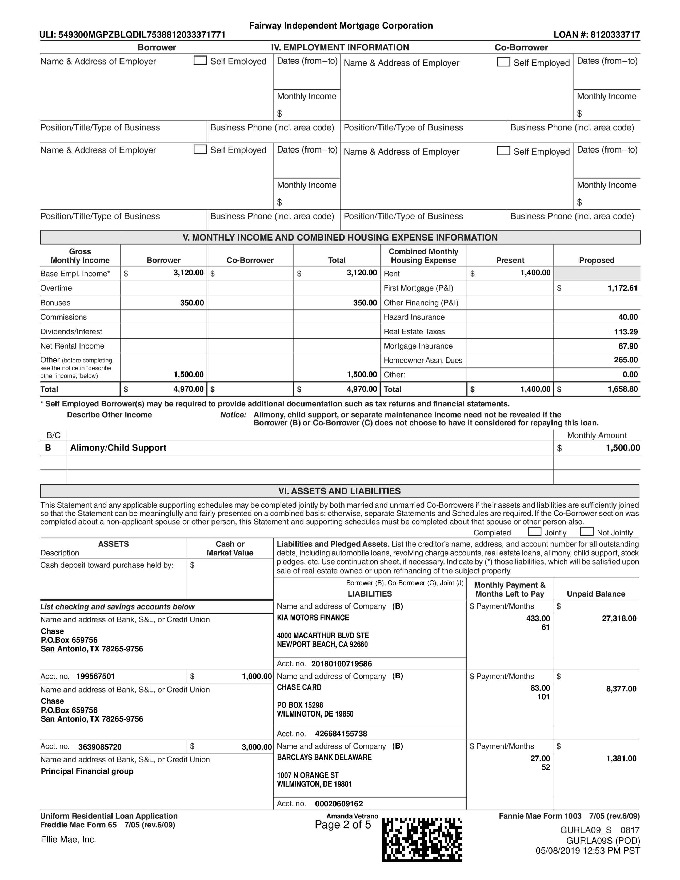 Fairway Independent Mortgage Corporation
ULI: 549300MGPZBLQDIL7538812033371771 LOAN #: 8120333717
Borrower IV. EMPLOYMENT INFORMATION Co-Borrower
Name & Address of Employer Self Employed Dates (from–to) Name & Address of Employer Self Employed Dates (from–to)
Monthly Income Monthly Income
$ $
Position/Title/Type of Business Business Phone (incl. area code) Position/Title/Type of Business Business Phone (incl. area code)
Name & Address of Employer Self Employed Dates (from–to) Name & Address of Employer Self Employed Dates (from–to)
Monthly Income Monthly Income
$ $
Position/Title/Type of Business Business Phone (incl. area code) Position/Title/Type of Business Business Phone (incl. area code)
V. MONTHLY INCOME AND COMBINED HOUSING EXPENSE INFORMATION
Gross Combined Monthly
Monthly Income Borrower Co-Borrower Total Housing Expense Present Proposed
Base Empl. Income* $ 3,120.00 $ $ 3,120.00 Rent $ 1,400.00
Overtime First Mortgage (P&I) $ 1,172.61
Bonuses 350.00 350.00 Other Financing (P&I)
Commissions Hazard Insurance 40.00
Dividends/Interest Real Estate Taxes 113.29
Net Rental Income Mortgage Insurance 67.90
Other (before completing, Homeowner Assn. Dues 265.00
see the notice in "describe
other income, below) 1,500.00 1,500.00 Other: 0.00
Total $ 4,970.00 $ $ 4,970.00 Total $ 1,400.00 $ 1,658.80
* Self Employed Borrower(s) may be required to provide additional documentation such as tax returns and financial statements.
Describe Other Income Notice: Alimony, child support, or separate maintenance income need not be revealed if the
Borrower (B) or Co-Borrower (C) does not choose to have it considered for repaying this loan.
B/C Monthly Amount
B Alimony/Child Support $ 1,500.00
VI. ASSETS AND LIABILITIES
This Statement and any applicable supporting schedules may be completed jointly by both married and unmarried Co-Borrowers if their assets and liabilities are sufficiently joined
so that the Statement can be meaningfully and fairly presented on a combined basis; otherwise, separate Statements and Schedules are required. If the Co-Borrower section was
completed about a non-applicant spouse or other person, this Statement and supporting schedules must be completed about that spouse or other person also.
Completed Jointly Not Jointly
ASSETS Cash or Liabilities and Pledged Assets. List the creditor's name, address, and account number for all outstanding
Description Market Value debts, including automobile loans, revolving charge accounts, real estate loans, alimony, child support, stock
Cash deposit toward purchase held by: $ pledges, etc. Use continuation sheet, if necessary. Indicate by (*) those liabilities, which will be satisfied upon
sale of real estate owned or upon refinancing of the subject property.
Borrower (B), Co-Borrower (C), Joint (J) Monthly Payment &
LIABILITIES Months Left to Pay Unpaid Balance
List checking and savings accounts below Name and address of Company (B) $ Payment/Months $
Name and address of Bank, S&L, or Credit Union KIA MOTORS FINANCE 433.00 27,318.00
Chase 61
P.O.Box 659756 4000 MACARTHUR BLVD STE
San Antonio, TX 78265-9756 NEWPORT BEACH, CA 92660
Acct. no. 20180100719586
Acct. no. 199567501 $ 1,000.00 Name and address of Company (B) $ Payment/Months $
Name and address of Bank, S&L, or Credit Union CHASE CARD 83.00 8,377.00
Chase 101
P.O.Box 659756 PO BOX 15298
San Antonio, TX 78265-9756 WILMINGTON, DE 19850
Acct. no. 426684155738
Acct. no. 3639085720 $ 3,000.00 Name and address of Company (B) $ Payment/Months $
Name and address of Bank, S&L, or Credit Union BARCLAYS BANK DELAWARE 27.00 1,381.00
Principal Financial group 52
1007 N ORANGE ST
WILMINGTON, DE 19801
Acct. no. 00020609162
Uniform Residential Loan Application Amanda Vetrano Fannie Mae Form 1003 7/05 (rev.6/09)
Freddie Mac Form 65 7/05 (rev.6/09) Page 2 of 5
Ellie Mae, Inc. GURLA09_S 0817
GURLA09S (POD)
05/08/2019 12:53 PM PST